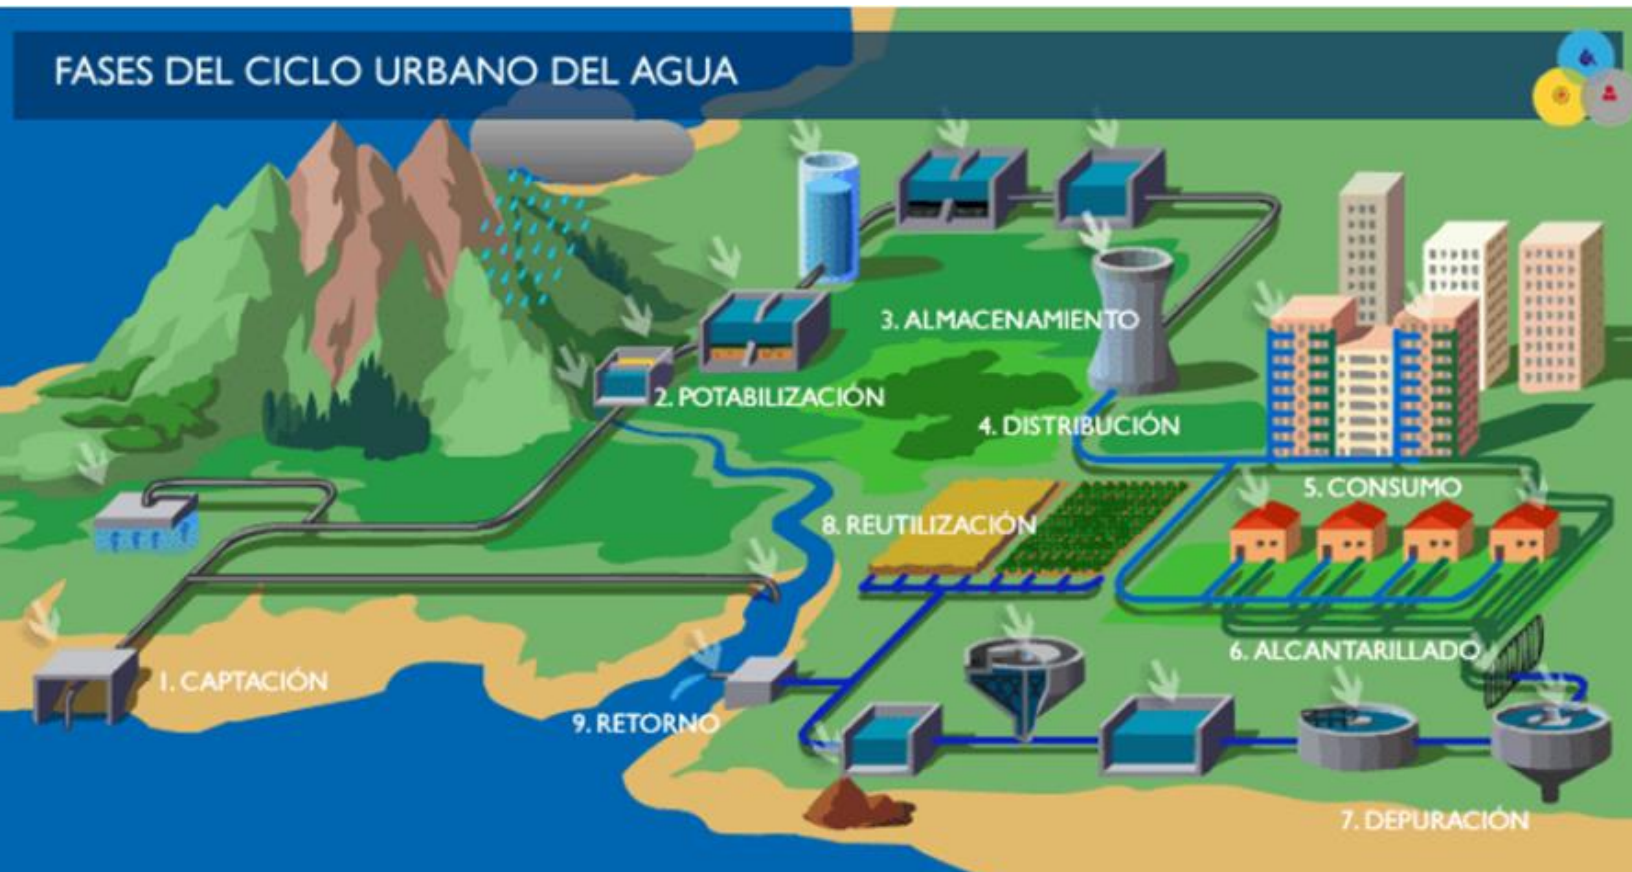 FASES DEL CICLO URBANO DEL AGUA
1. CAPTACIÓN
2. POTABILIZACIÓN
3. ALMACENAMIENTO
4. DISTRIBUCIÓN
5. CONSUMO
6. ALCANTARILLADO
7. DEPURACIÓN
8. REUTILIZACIÓN
9. RETORNO